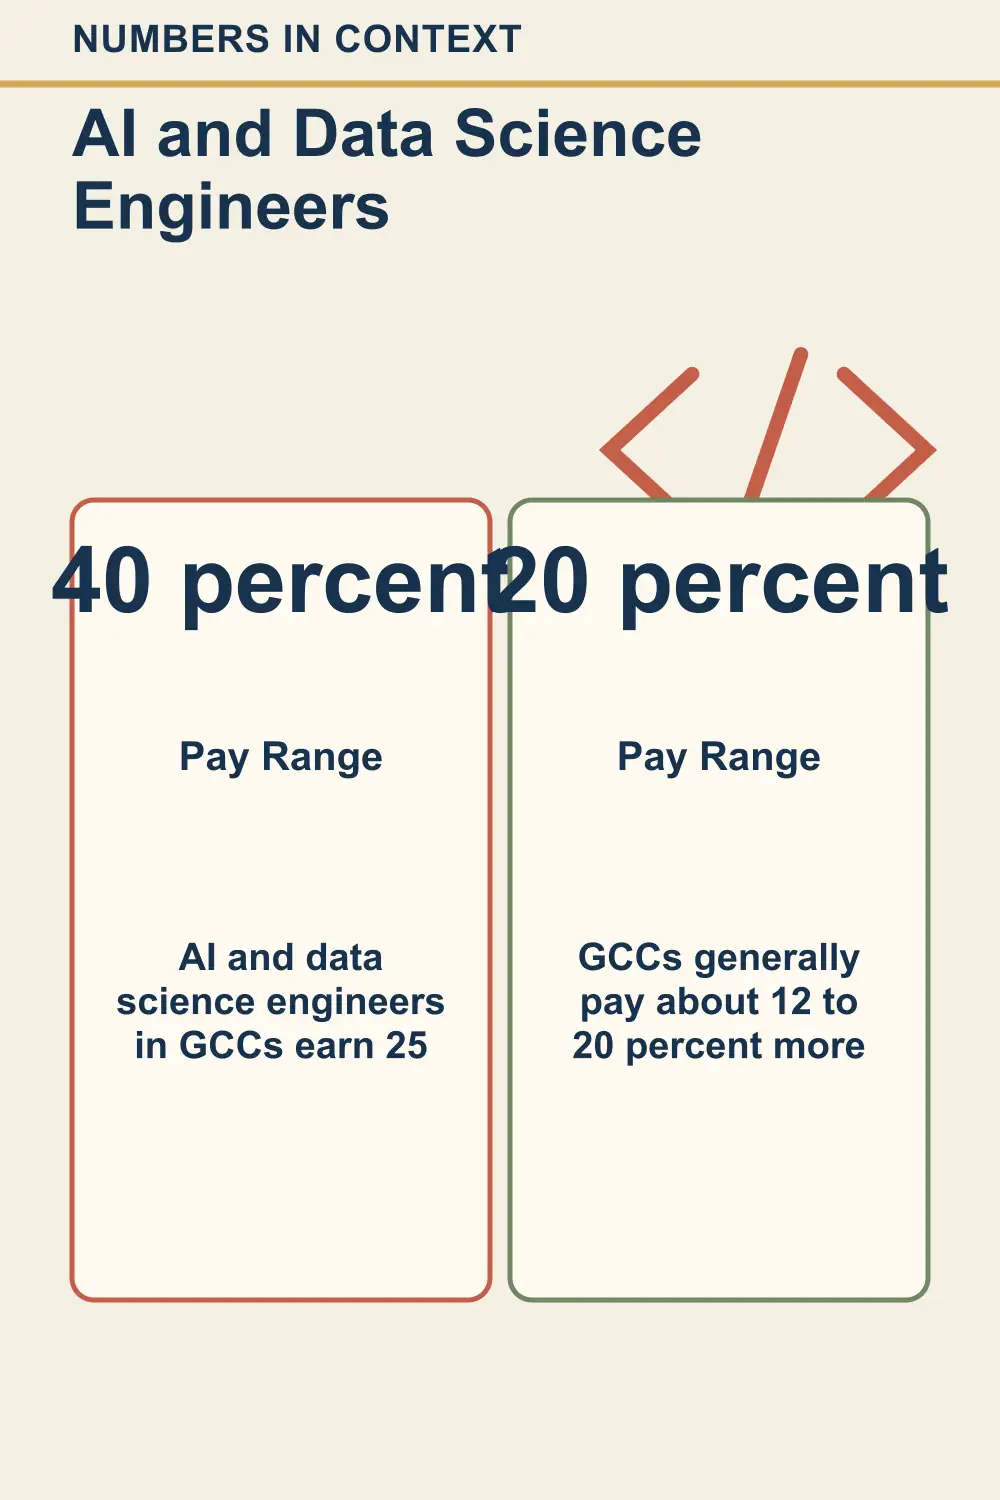 NUMBERS IN CONTEXT
AI and Data Science
Engineers
40 percent
20 percent
Pay Range
Pay Range
AI and data
science engineers
in GCCs earn 25
GCCs generally
pay about 12 to
20 percent more